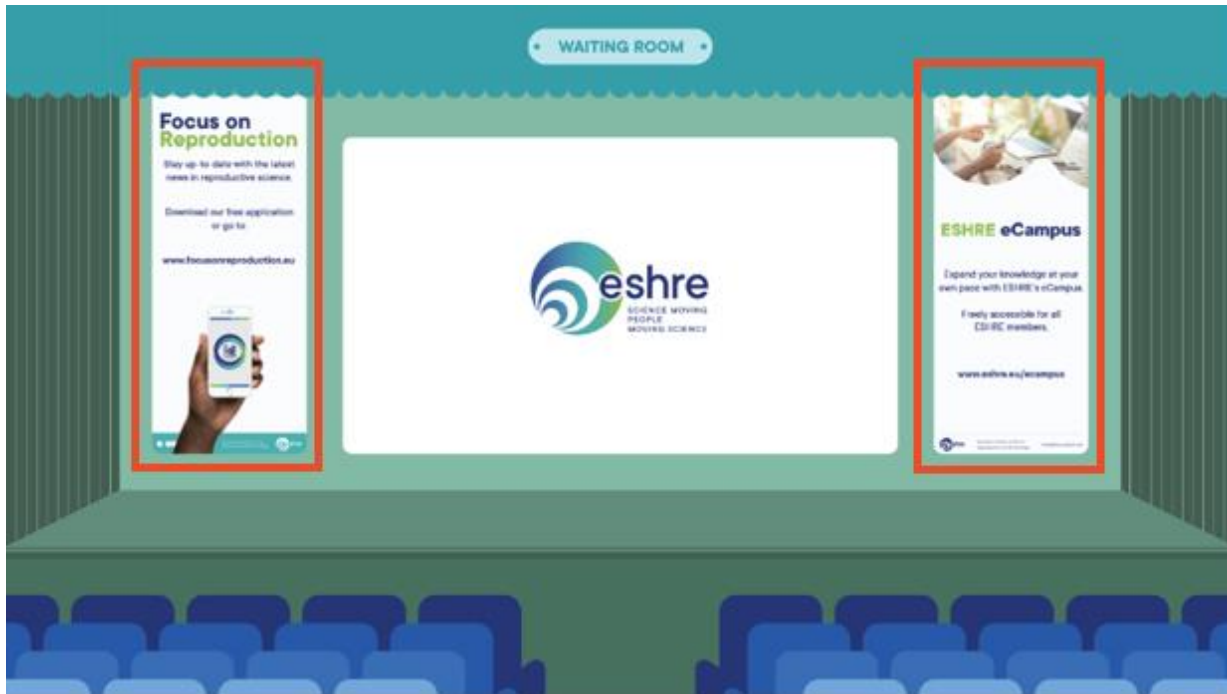 WAITING ROOM
Focus on
Reproduction
Stay up-to-date with the latest
news in reproductive science.
Download our free application
or go to
www.focusonreproduction.eu
eshre
SCIENCE MOVING
PEOPLE
MOVING SCIENCE
ESHRE eCampus
Expand your knowledge at your
own pace with ESHRE's eCampus.
Freely accessible for all
ESHRE members.
www.eshre.eu/ecampus